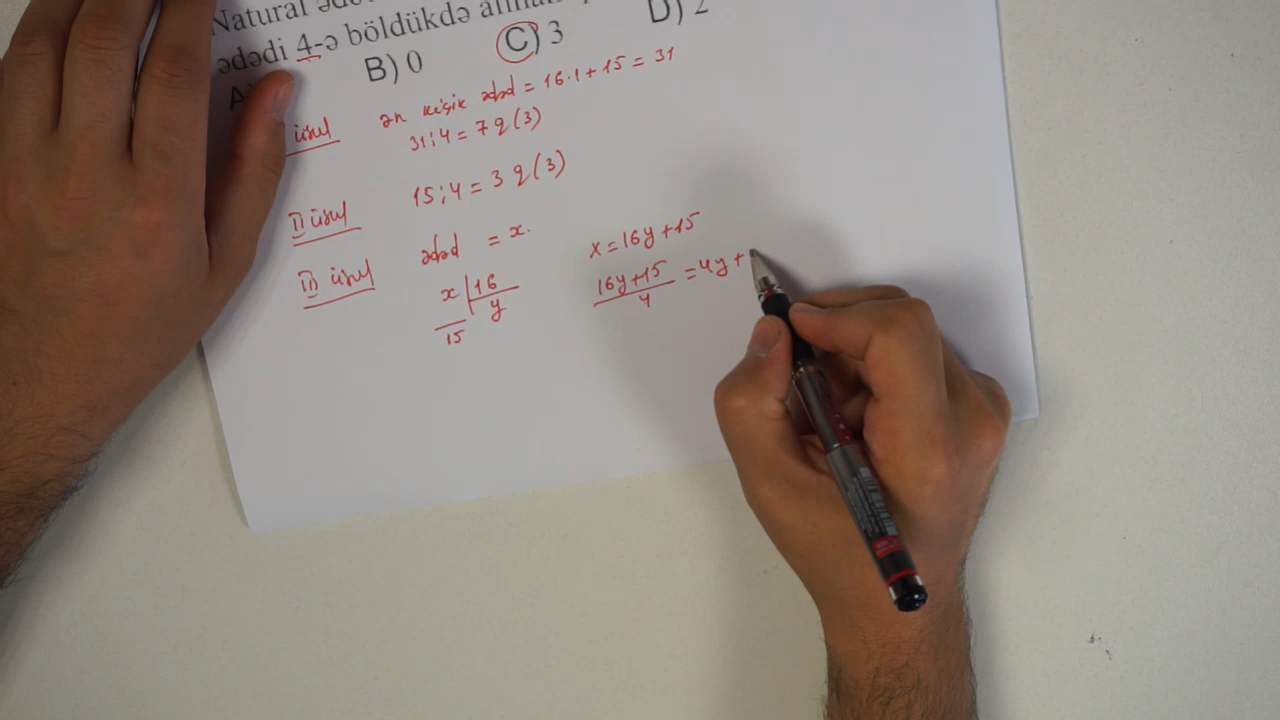 Natural
ədədi 4-ə böldükdə
A) B) 0 C) 3 D) 2
üsul ən kiçik ədəd = 16·1 + 15 = 31
31:4 = 7 q(3)
II üsul 15:4 = 3 q(3)
III üsul ədəd = x.
x 16
y
15
x = 16y + 15
16y+15 = 4y +
4